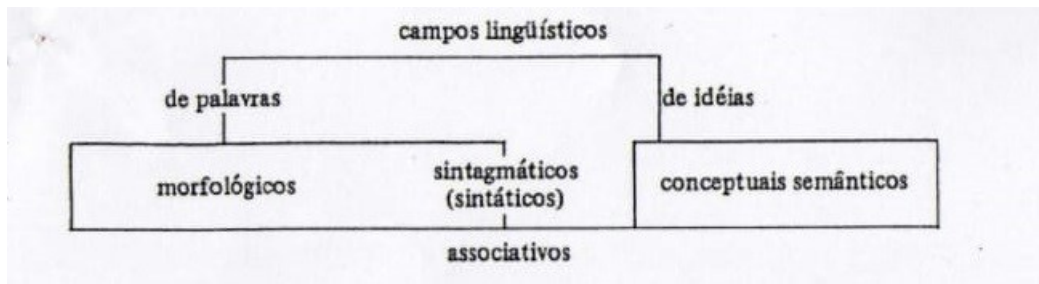 campos lingüísticos
de palavras
de idéias
morfológicos
sintagmáticos
(sintáticos)
conceptuais semânticos
associativos